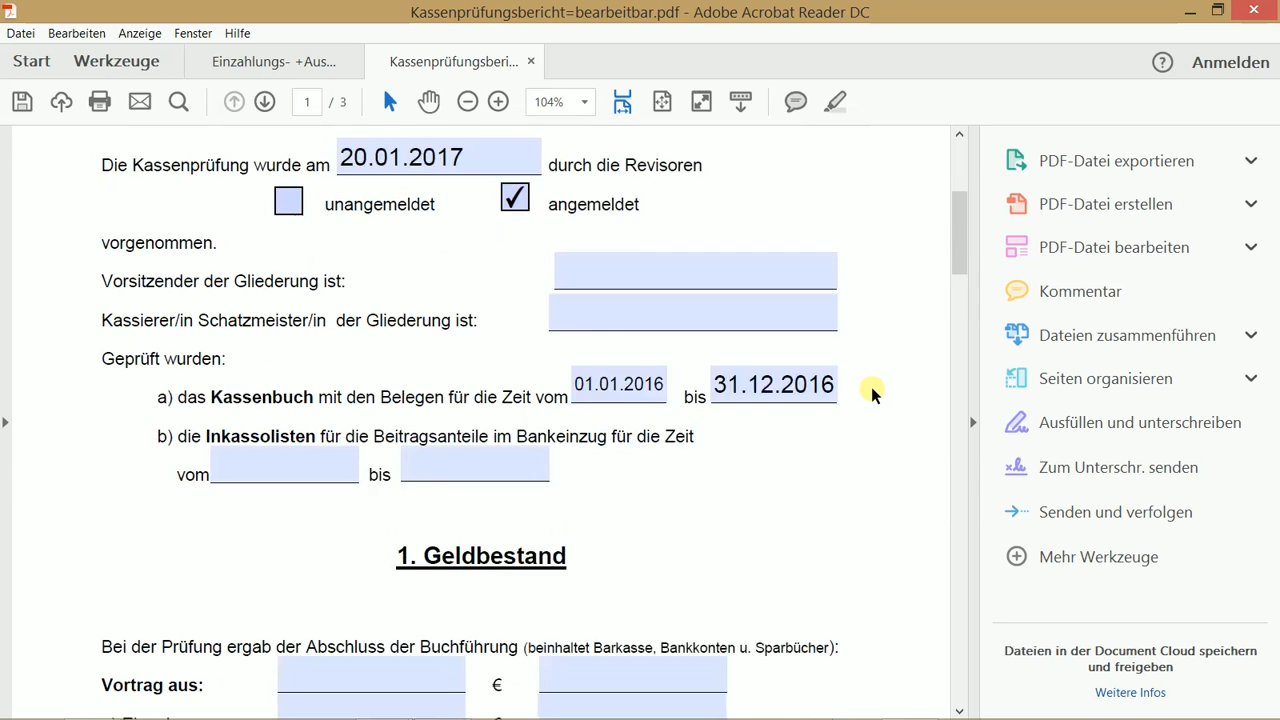 Kassenprüfungsbericht=bearbeitbar.pdf - Adobe Acrobat Reader DC
Datei Bearbeiten Anzeige Fenster Hilfe
Start Werkzeuge Einzahlungs- +Aus... Kassenprüfungsberi... × ? Anmelden
1 / 3 104%
Die Kassenprüfung wurde am 20.01.2017 durch die Revisoren
unangemeldet ✓ angemeldet
vorgenommen.
Vorsitzender der Gliederung ist:
Kassierer/in Schatzmeister/in der Gliederung ist:
Geprüft wurden:
a) das Kassenbuch mit den Belegen für die Zeit vom 01.01.2016 bis 31.12.2016
b) die Inkassolisten für die Beitragsanteile im Bankeinzug für die Zeit
vom bis
1. Geldbestand
Bei der Prüfung ergab der Abschluss der Buchführung (beinhaltet Barkasse, Bankkonten u. Sparbücher):
Vortrag aus: €
PDF-Datei exportieren
PDF-Datei erstellen
PDF-Datei bearbeiten
Kommentar
Dateien zusammenführen
Seiten organisieren
Ausfüllen und unterschreiben
Zum Unterschr. senden
Senden und verfolgen
Mehr Werkzeuge
Dateien in der Document Cloud speichern
und freigeben
Weitere Infos